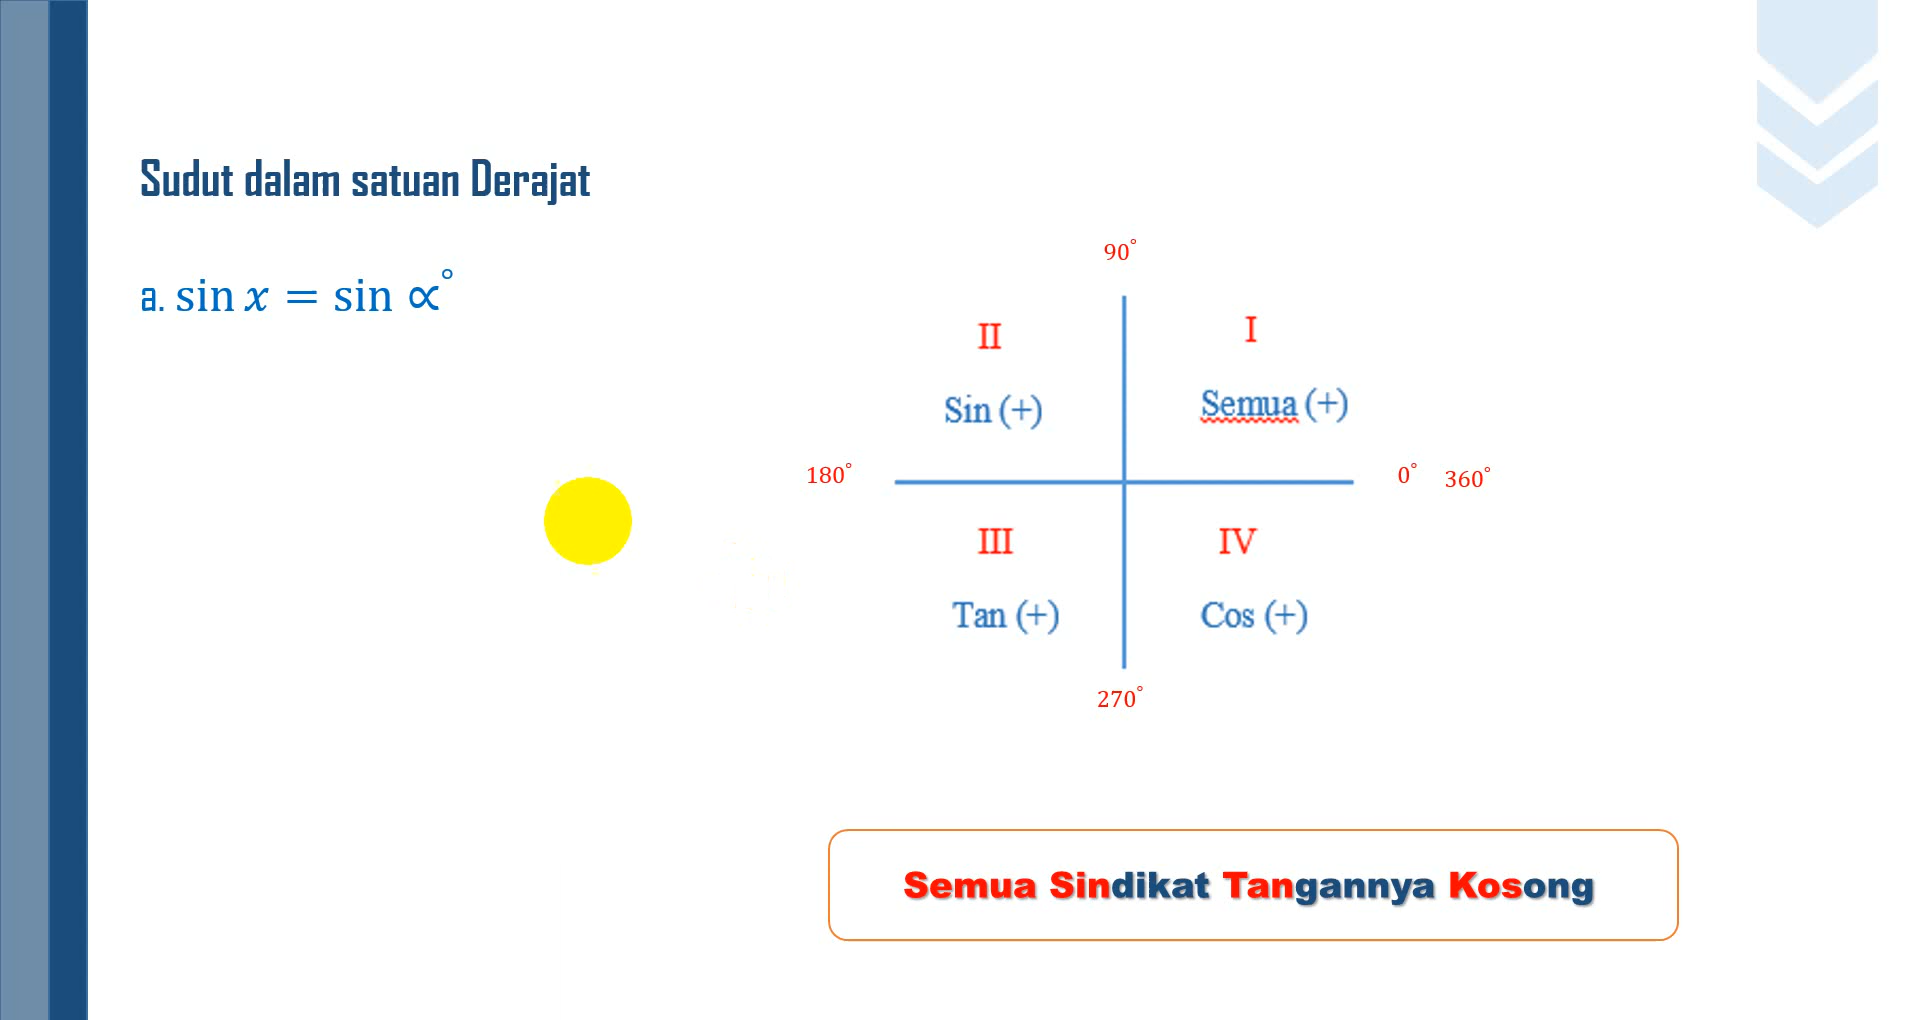 Sudut dalam satuan Derajat
a. sin x = sin ∝°
90°
II
I
Sin (+)
Semua (+)
180°
0°
360°
III
IV
Tan (+)
Cos (+)
270°
Semua Sindikat Tangannya Kosong